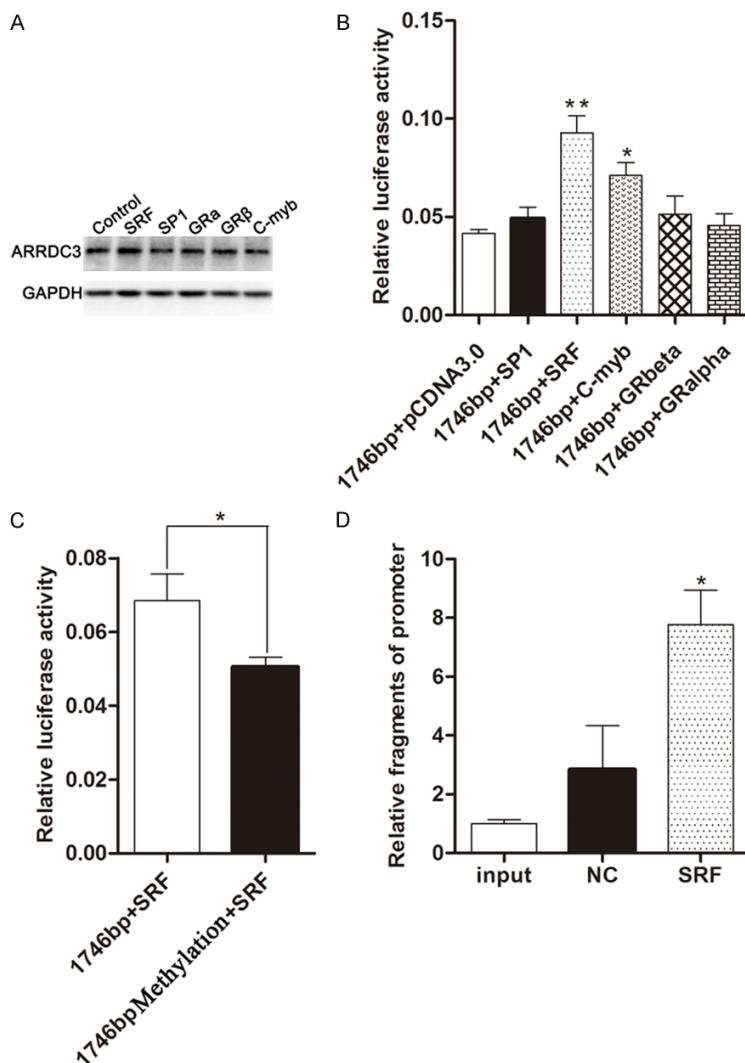 A
Control
SRF
SP1
GRa
GRβ
C-myb
ARRDC3
GAPDH
B
Relative luciferase activity
0.15
0.10
0.05
0.00
**
*
1746bp+pCDNA3.0
1746bp+SP1
1746bp+SRF
1746bp+C-myb
1746bp+GRbeta
1746bp+GRalpha
C
Relative luciferase activity
0.08
0.06
0.04
0.02
0.00
*
1746bp+SRF
1746bpMethylation+SRF
D
Relative fragments of promoter
10
8
6
4
2
0
*
input
NC
SRF